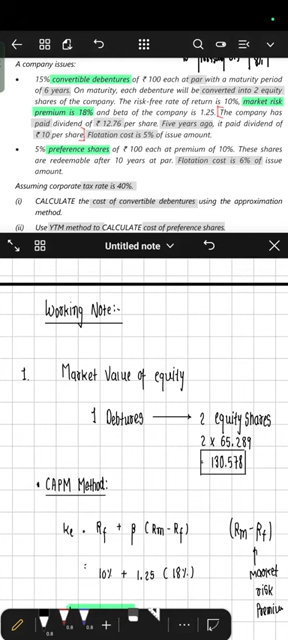 A company issues:
• 15% convertible debentures of ₹ 100 each at par with a maturity period
of 6 years. On maturity, each debenture will be converted into 2 equity
shares of the company. The risk-free rate of return is 10%, market risk
premium is 18% and beta of the company is 1.25. The company has
paid dividend of ₹ 12.76 per share. Five years ago, it paid dividend of
₹ 10 per share. Flotation cost is 5% of issue amount.
• 5% preference shares of ₹ 100 each at premium of 10%. These shares
are redeemable after 10 years at par. Flotation cost is 6% of issue
amount.
Assuming corporate tax rate is 40%.
(i) CALCULATE the cost of convertible debentures using the approximation
method.
(ii) Use YTM method to CALCULATE cost of preference shares.
Untitled note
Working Note:-
1. Market Value of equity
1 Debtures → 2 equity shares
2 x 65.289
130.578
• CAPM Method:
ke = Rf + β (Rm - Rf)
(Rm - Rf)
↑
= 10% + 1.25 (18%)
Market
risk
Premium
0.8 0.8